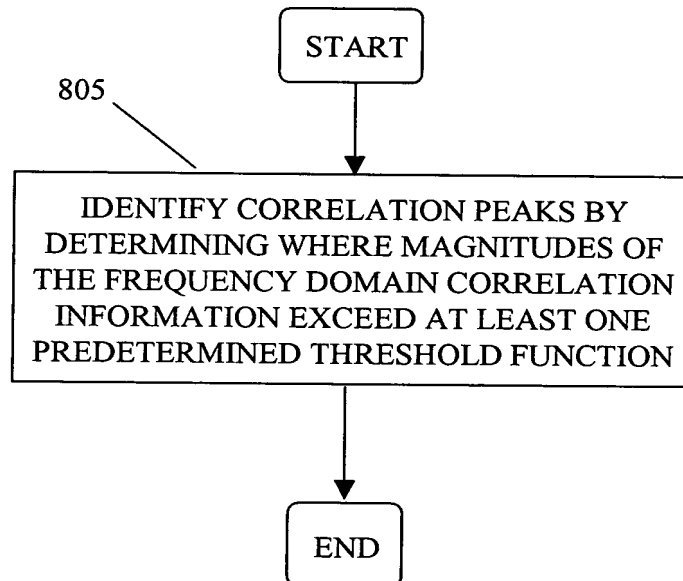 START
805
IDENTIFY CORRELATION PEAKS BY
DETERMINING WHERE MAGNITUDES OF
THE FREQUENCY DOMAIN CORRELATION
INFORMATION EXCEED AT LEAST ONE
PREDETERMINED THRESHOLD FUNCTION
END